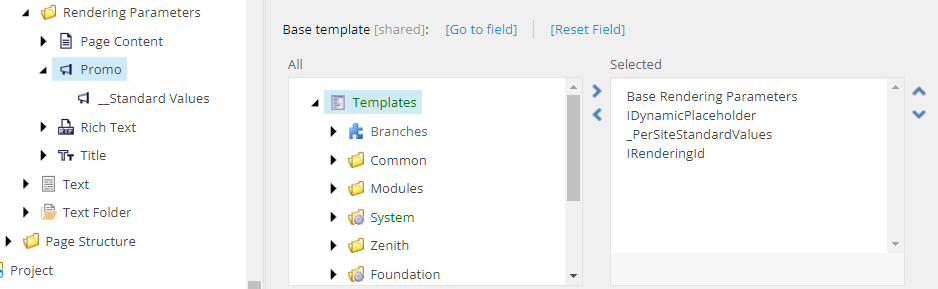 Rendering Parameters
Page Content
Promo
__Standard Values
Rich Text
Title
Text
Text Folder
Page Structure
Project
Base template [shared]: [Go to field] [Reset Field]
All
Templates
Branches
Common
Modules
System
Zenith
Foundation
Selected
Base Rendering Parameters
IDynamicPlaceholder
_PerSiteStandardValues
IRenderingId